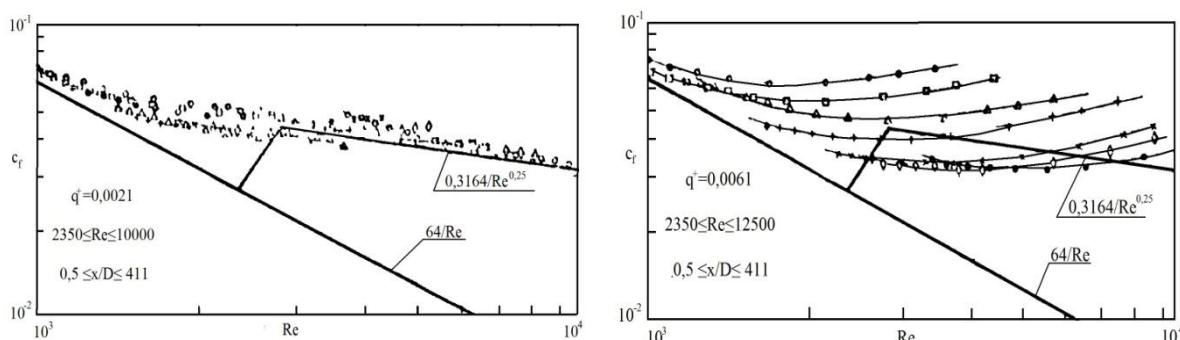 10⁻¹
c_f
q⁺=0,0021
2350≤Re≤10000
0,5 ≤x/D≤ 411
0,3164/Re^0,25
64/Re
10⁻²
10³
Re
10⁴
10⁻¹
c_f
q⁺=0,0061
2350≤Re≤12500
0,5 ≤x/D≤ 411
0,3164/Re^0,25
64/Re
10⁻²
10³
Re